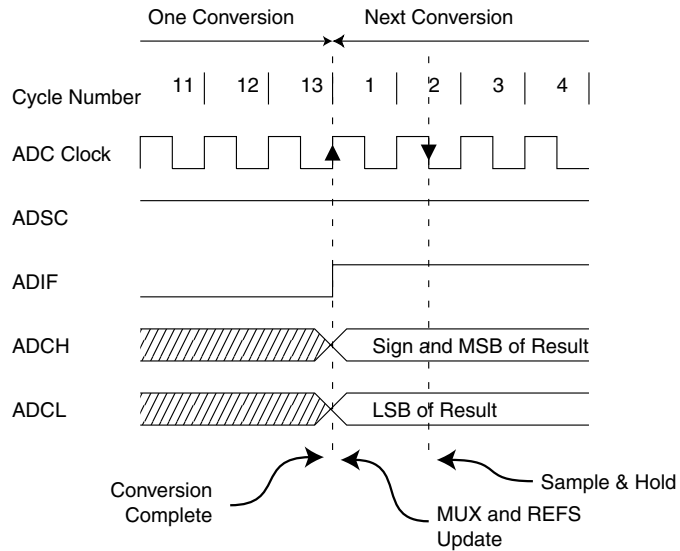 One Conversion Next Conversion
Cycle Number 11 12 13 1 2 3 4
ADC Clock
ADSC
ADIF
ADCH Sign and MSB of Result
ADCL LSB of Result
Conversion
Complete
MUX and REFS
Update
Sample & Hold